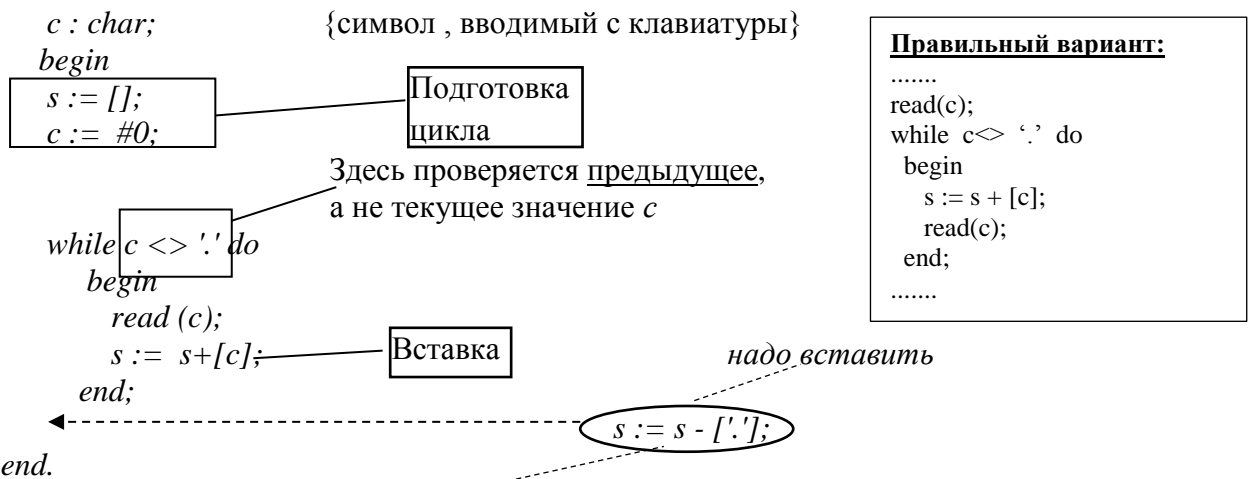 c : char; {символ , вводимый с клавиатуры}
begin
s := [];
c := #0;
Подготовка
цикла
Здесь проверяется предыдущее,
а не текущее значение c
while c <> '.' do
begin
read (c);
s := s+[c];
Вставка
end;
надо вставить
s := s - ['.'];
end.
Правильный вариант:
.......
read(c);
while c<> ‘.’ do
begin
s := s + [c];
read(c);
end;
.......